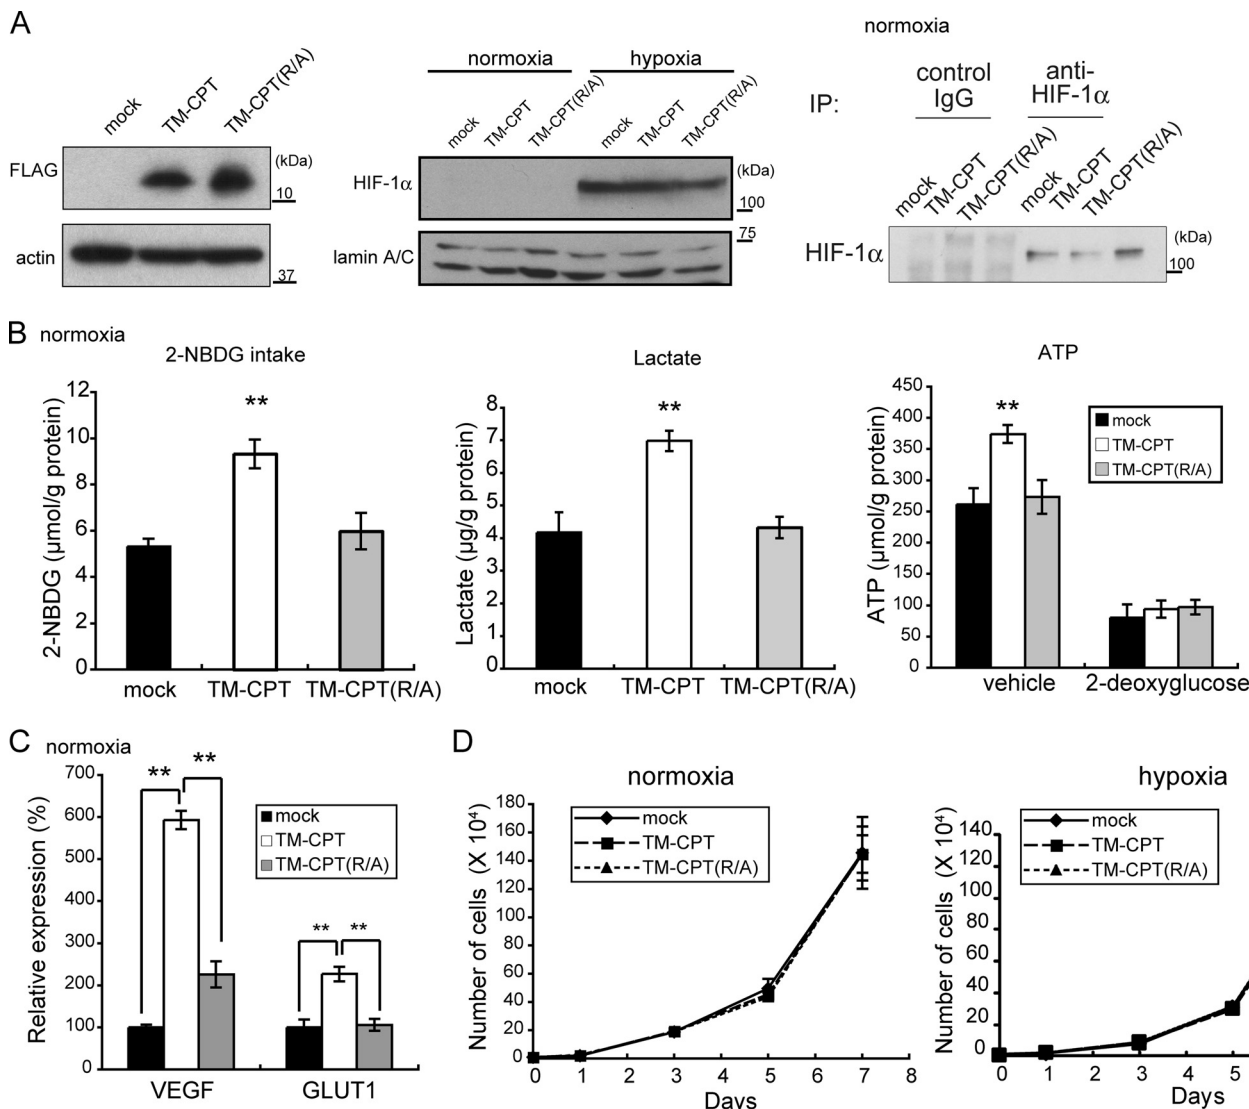 A
mock
TM-CPT
TM-CPT(R/A)
FLAG
(kDa)
10
actin
37
normoxia
hypoxia
mock
TM-CPT
TM-CPT(R/A)
mock
TM-CPT
TM-CPT(R/A)
HIF-1α
(kDa)
100
lamin A/C
75
normoxia
IP:
control IgG
anti-HIF-1α
mock
TM-CPT
TM-CPT(R/A)
mock
TM-CPT
TM-CPT(R/A)
HIF-1α
(kDa)
100
B
normoxia
2-NBDG intake
2-NBDG (μmol/g protein)
12
10
8
6
4
2
0
mock
TM-CPT
TM-CPT(R/A)
**
Lactate
Lactate (μg/g protein)
8
7
6
5
4
3
2
1
0
mock
TM-CPT
TM-CPT(R/A)
**
ATP
ATP (μmol/g protein)
450
400
350
300
250
200
150
100
50
0
**
mock
TM-CPT
TM-CPT(R/A)
vehicle
2-deoxyglucose
C
normoxia
Relative expression (%)
700
600
500
400
300
200
100
0
**
**
**
**
mock
TM-CPT
TM-CPT(R/A)
VEGF
GLUT1
D
normoxia
Number of cells (X 10⁴)
180
160
140
120
100
80
60
40
20
0
mock
TM-CPT
TM-CPT(R/A)
0
1
2
3
4
5
6
7
8
Days
hypoxia
Number of cells (X 10⁴)
160
140
120
100
80
60
40
20
0
mock
TM-CPT
TM-CPT(R/A)
0
1
2
3
4
5
Days